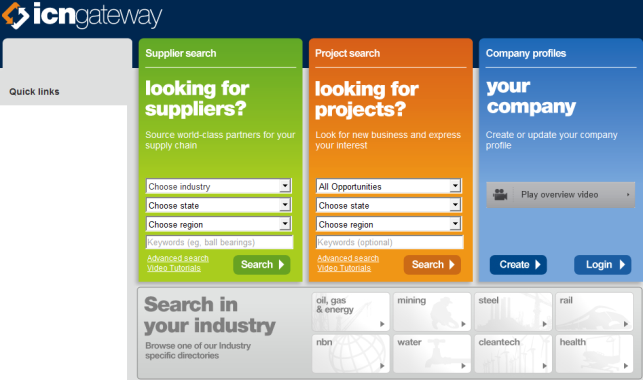 icngateway
Quick links
Supplier search
looking for
suppliers?
Source world-class partners for your
supply chain
Choose industry
Choose state
Choose region
Keywords (eg. ball bearings)
Advanced search
Video Tutorials
Search
Project search
looking for
projects?
Look for new business and express
your interest
All Opportunities
Choose state
Choose region
Keywords (optional)
Advanced search
Video Tutorials
Search
Company profiles
your
company
Create or update your company
profile
Play overview video
Create
Login
Search in
your industry
Browse one of our Industry
specific directories
oil, gas
& energy
mining
steel
rail
nbn
water
cleantech
health